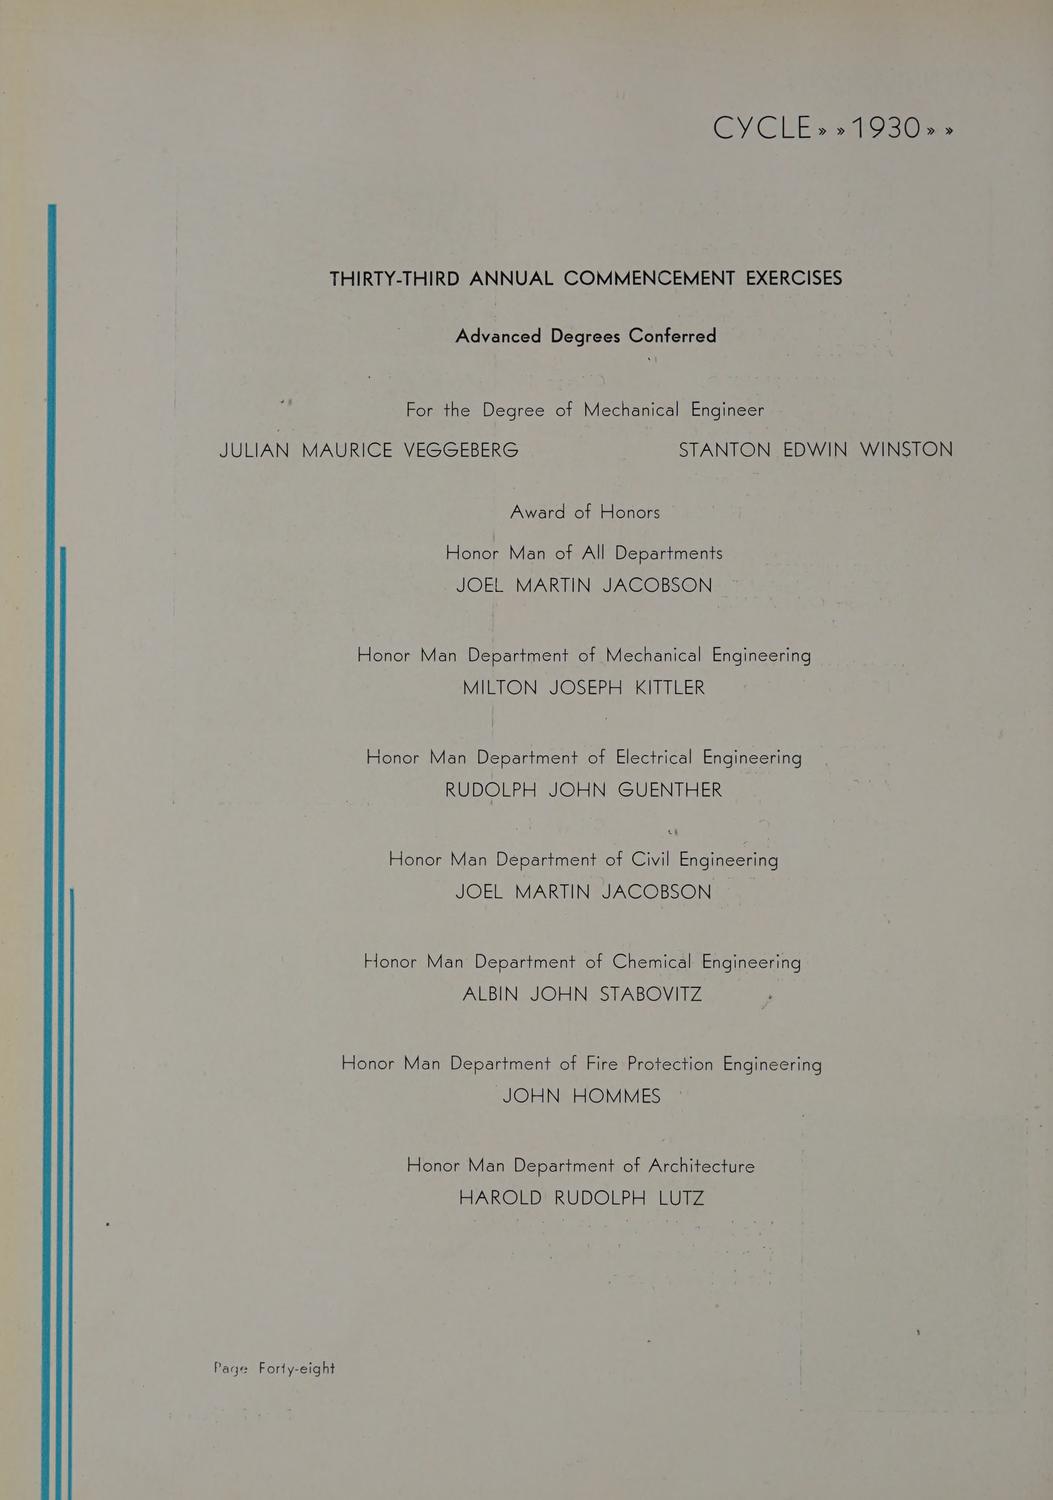 CYCLE» »1930» »
THIRTY-THIRD ANNUAL COMMENCEMENT EXERCISES
Advanced Degrees Conferred
For the Degree of Mechanical Engineer
JULIAN MAURICE VEGGEBERG STANTON EDWIN WINSTON
Award of Honors
Honor Man of All Departments
JOEL MARTIN JACOBSON
Honor Man Department of Mechanical Engineering
MILTON JOSEPH KITTLER
Honor Man Department of Electrical Engineering
RUDOLPH JOHN GUENTHER
Honor Man Department of Civil Engineering
JOEL MARTIN JACOBSON
Honor Man Department of Chemical Engineering
ALBIN JOHN STABOVITZ
Honor Man Department of Fire Protection Engineering
JOHN HOMMES
Honor Man Department of Architecture
HAROLD RUDOLPH LUTZ
Page Forty-eight